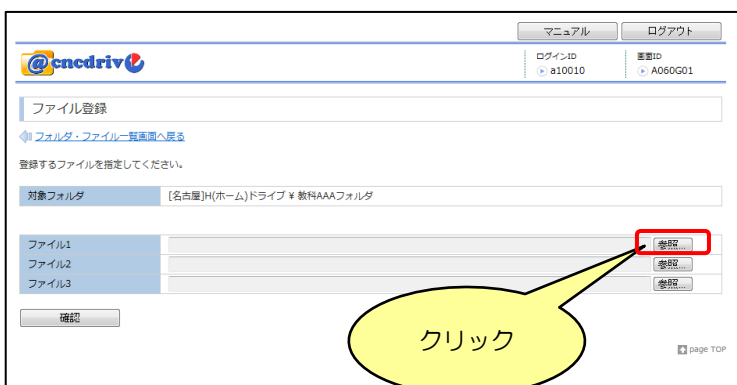 マニュアル ログアウト
@cncdrive
ログインID 画面ID
a10010 A060G01
ファイル登録
フォルダ・ファイル一覧画面へ戻る
登録するファイルを指定してください。
対象フォルダ [名古屋]H(ホーム)ドライブ ¥ 教科AAAフォルダ
ファイル1 参照...
ファイル2 参照...
ファイル3 参照...
確認
クリック
page TOP